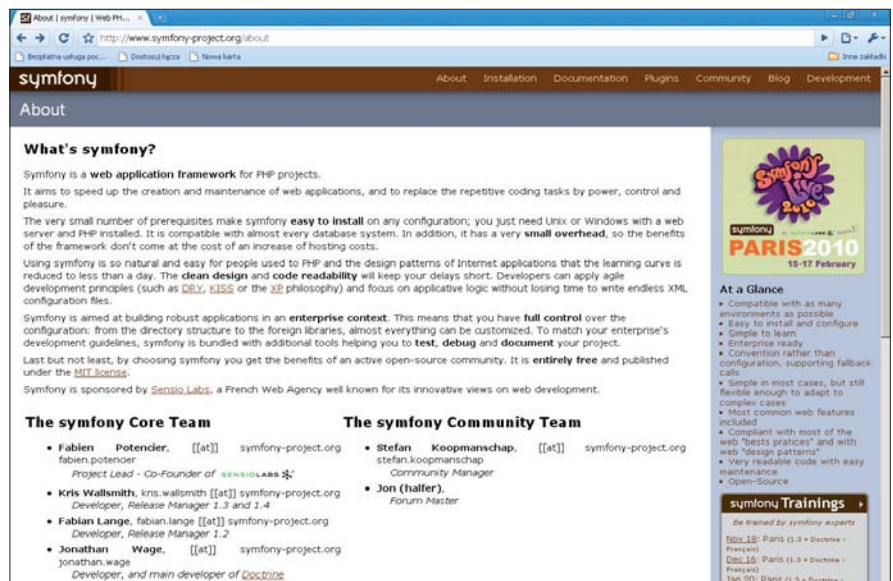 About | symfony | Web PH...
http://www.symfony-project.org/about
Bezpłatna usługa poc...
Dostosuj łącza
Nowa karta
Inne zakładki
symfony
About
Installation
Documentation
Plugins
Community
Blog
Development
About
What's symfony?
Symfony is a web application framework for PHP projects.
It aims to speed up the creation and maintenance of web applications, and to replace the repetitive coding tasks by power, control and
pleasure.
The very small number of prerequisites make symfony easy to install on any configuration; you just need Unix or Windows with a web
server and PHP installed. It is compatible with almost every database system. In addition, it has a very small overhead, so the benefits
of the framework don't come at the cost of an increase of hosting costs.
Using symfony is so natural and easy for people used to PHP and the design patterns of Internet applications that the learning curve is
reduced to less than a day. The clean design and code readability will keep your delays short. Developers can apply agile
development principles (such as DRY, KISS or the XP philosophy) and focus on applicative logic without losing time to write endless XML
configuration files.
Symfony is aimed at building robust applications in an enterprise context. This means that you have full control over the
configuration: from the directory structure to the foreign libraries, almost everything can be customized. To match your enterprise's
development guidelines, symfony is bundled with additional tools helping you to test, debug and document your project.
Last but not least, by choosing symfony you get the benefits of an active open-source community. It is entirely free and published
under the MIT license.
Symfony is sponsored by Sensio Labs, a French Web Agency well known for its innovative views on web development.
The symfony Core Team
• Fabien Potencier, [[at]] symfony-project.org
fabien.potencier
Project Lead - Co-Founder of SENSIOLABS
• Kris Wallsmith, kris.wallsmith [[at]] symfony-project.org
Developer, Release Manager 1.3 and 1.4
• Fabian Lange, fabian.lange [[at]] symfony-project.org
Developer, Release Manager 1.2
• Jonathan Wage, [[at]] symfony-project.org
jonathan.wage
Developer, and main developer of Doctrine
The symfony Community Team
• Stefan Koopmanschap, [[at]] symfony-project.org
stefan.koopmanschap
Community Manager
• Jon (halfer),
Forum Master
Symfony
Live
2010
symfony
by SENSIOLABS
PARIS2010
15-17 February
At a Glance
• Compatible with as many
environments as possible
• Easy to install and configure
• Simple to learn
• Enterprise ready
• Convention rather than
configuration, supporting fallback
calls
• Simple in most cases, but still
flexible enough to adapt to
complex cases
• Most common web features
included
• Compliant with most of the
web "bests pratices" and with
web "design patterns"
• Very readable code with easy
maintenance
• Open-Source
symfony Trainings
Be trained by symfony experts
Nov 18: Paris (1.3 + Doctrine -
Français)
Dec 16: Paris (1.3 + Doctrine -
Français)
Jan 20: Paris (1.3 + Doctrine -